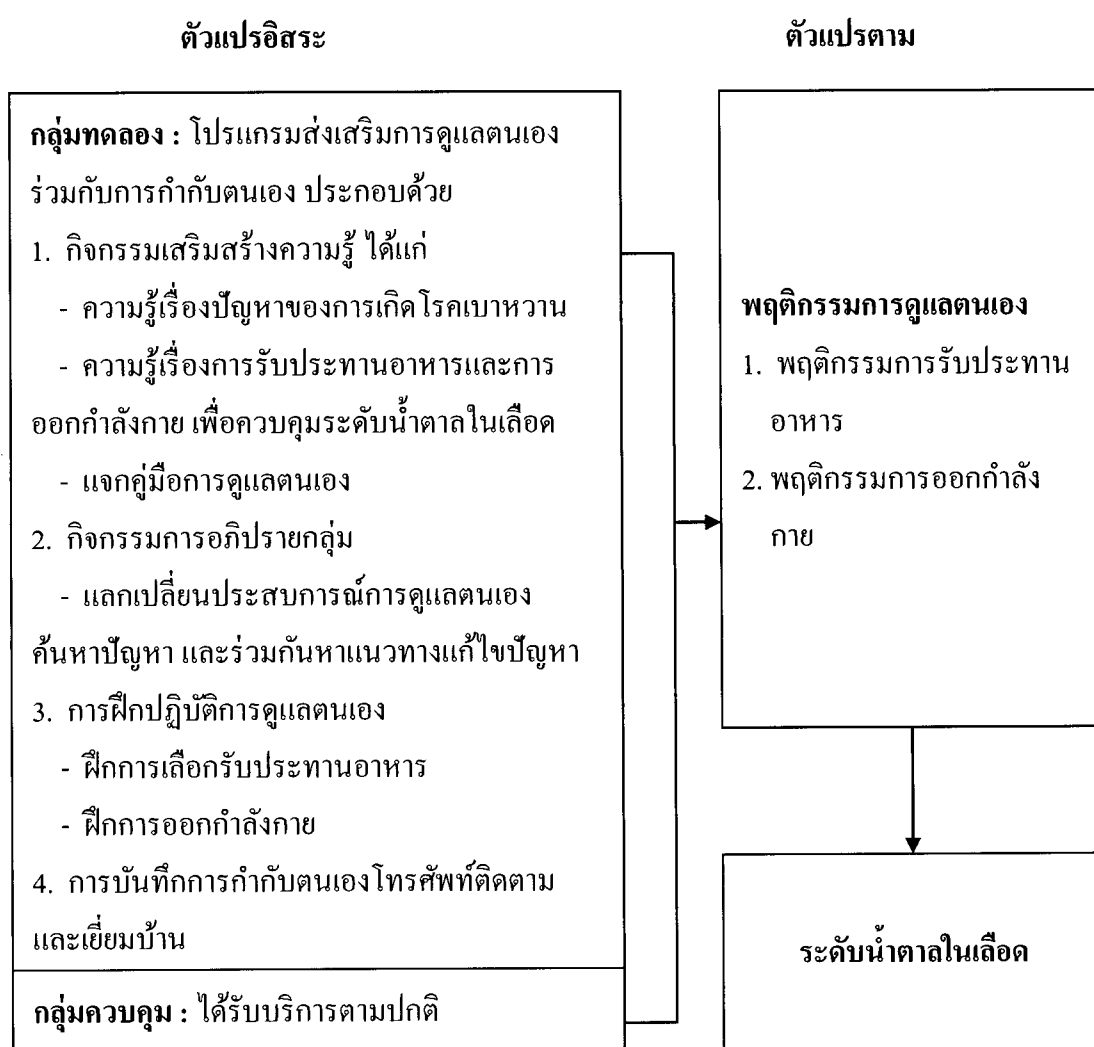 ตัวแปรอิสระ
ตัวแปรตาม
กลุ่มทดลอง : โปรแกรมส่งเสริมการดูแลตนเอง
ร่วมกับการกำกับตนเอง ประกอบด้วย
1. กิจกรรมเสริมสร้างความรู้ ได้แก่
- ความรู้เรื่องปัญหาของการเกิดโรคเบาหวาน
- ความรู้เรื่องการรับประทานอาหารและการ
ออกกำลังกาย เพื่อควบคุมระดับน้ำตาลในเลือด
- แจกคู่มือการดูแลตนเอง
2. กิจกรรมการอภิปรายกลุ่ม
- แลกเปลี่ยนประสบการณ์การดูแลตนเอง
ค้นหาปัญหา และร่วมกันหาแนวทางแก้ไขปัญหา
3. การฝึกปฏิบัติการดูแลตนเอง
- ฝึกการเลือกรับประทานอาหาร
- ฝึกการออกกำลังกาย
4. การบันทึกการกำกับตนเองโทรศัพท์ติดตาม
และเยี่ยมบ้าน
กลุ่มควบคุม : ได้รับบริการตามปกติ
พฤติกรรมการดูแลตนเอง
1. พฤติกรรมการรับประทาน
อาหาร
2. พฤติกรรมการออกกำลัง
กาย
ระดับน้ำตาลในเลือด